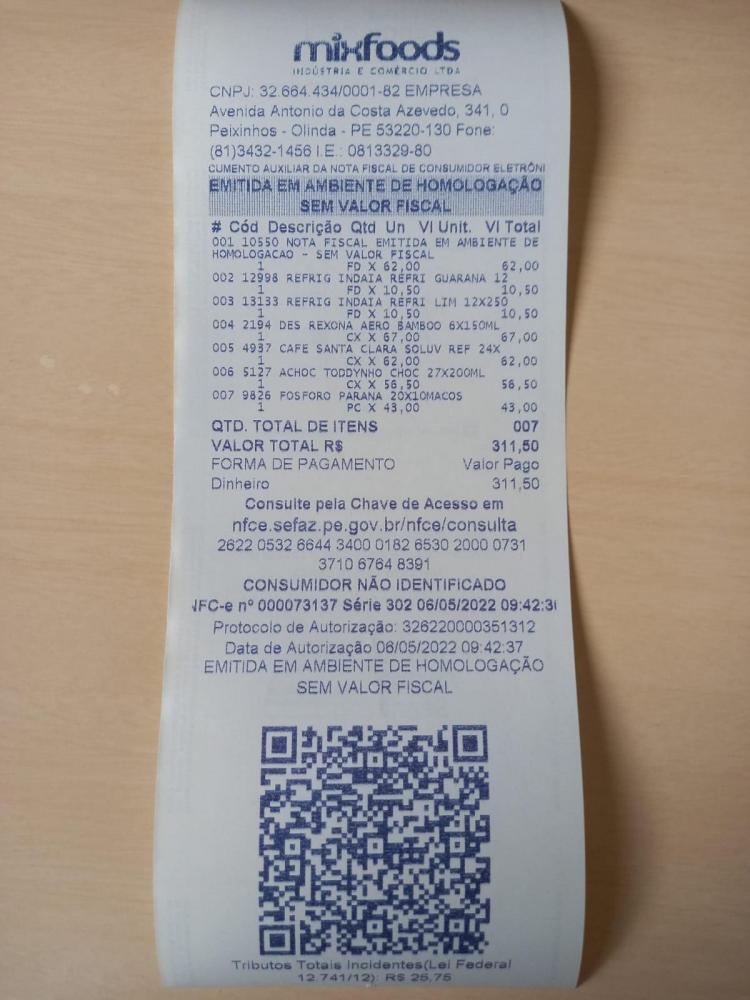 mixfoods
INDÚSTRIA E COMÉRCIO LTDA
CNPJ: 32.664.434/0001-82 EMPRESA
Avenida Antonio da Costa Azevedo, 341, 0
Peixinhos - Olinda - PE 53220-130 Fone:
(81)3432-1456 I.E.: 0813329-80
CUMENTO AUXILIAR DA NOTA FISCAL DE CONSUMIDOR ELETRÔNI
EMITIDA EM AMBIENTE DE HOMOLOGAÇÃO
SEM VALOR FISCAL
# Cód Descrição Qtd Un Vl Unit. Vl Total
001 10550 NOTA FISCAL EMITIDA EM AMBIENTE DE
HOMOLOGACAO - SEM VALOR FISCAL
1 FD X 62,00 62,00
002 12998 REFRIG INDAIA REFRI GUARANA 12
1 FD X 10,50 10,50
003 13133 REFRIG INDAIA REFRI LIM 12X250
1 FD X 10,50 10,50
004 2194 DES REXONA AERO BAMBOO 6X150ML
1 CX X 67,00 67,00
005 4937 CAFE SANTA CLARA SOLUV REF 24X
1 CX X 62,00 62,00
006 5127 ACHOC TODDYNHO CHOC 27X200ML
1 CX X 56,50 56,50
007 9826 FOSFORO PARANA 20X10MACOS
1 PC X 43,00 43,00
QTD. TOTAL DE ITENS 007
VALOR TOTAL R$ 311,50
FORMA DE PAGAMENTO Valor Pago
Dinheiro 311,50
Consulte pela Chave de Acesso em
nfce.sefaz.pe.gov.br/nfce/consulta
2622 0532 6644 3400 0182 6530 2000 0731
3710 6764 8391
CONSUMIDOR NÃO IDENTIFICADO
NFC-e nº 000073137 Série 302 06/05/2022 09:42:3
Protocolo de Autorização: 326220000351312
Data de Autorização 06/05/2022 09:42:37
EMITIDA EM AMBIENTE DE HOMOLOGAÇÃO
SEM VALOR FISCAL
Tributos Totais Incidentes(Lei Federal
12.741/12): R$ 25,75